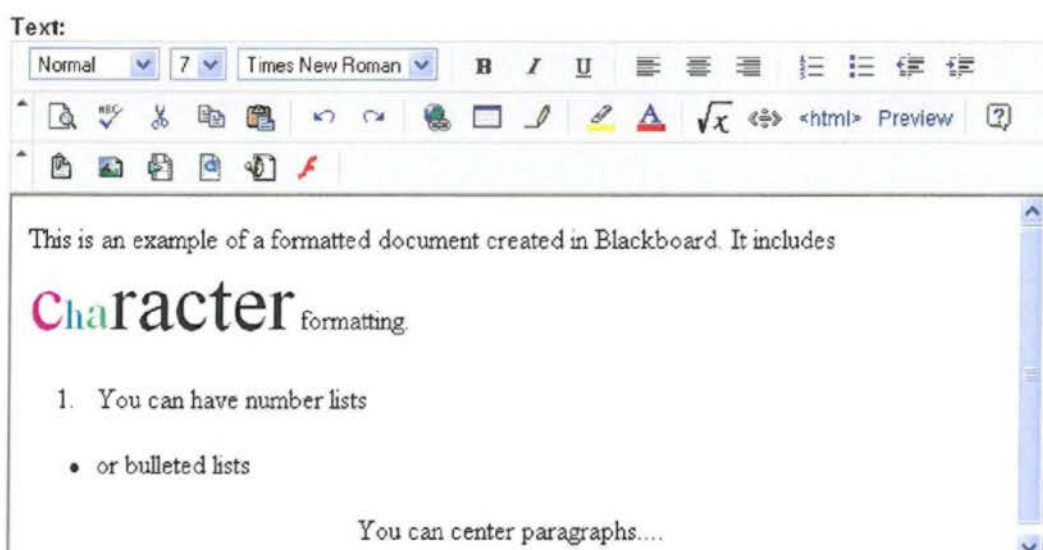 Text:
Normal 7 Times New Roman B I U
ABC A √x <html> Preview ?
This is an example of a formatted document created in Blackboard. It includes
Character formatting.
1. You can have number lists
• or bulleted lists
You can center paragraphs....